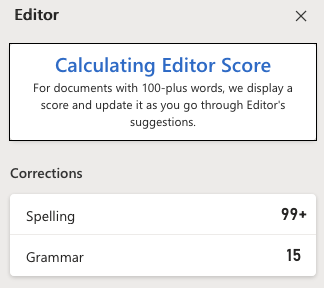 Editor
Calculating Editor Score
For documents with 100-plus words, we display a
score and update it as you go through Editor's
suggestions.
Corrections
Spelling 99+
Grammar 15